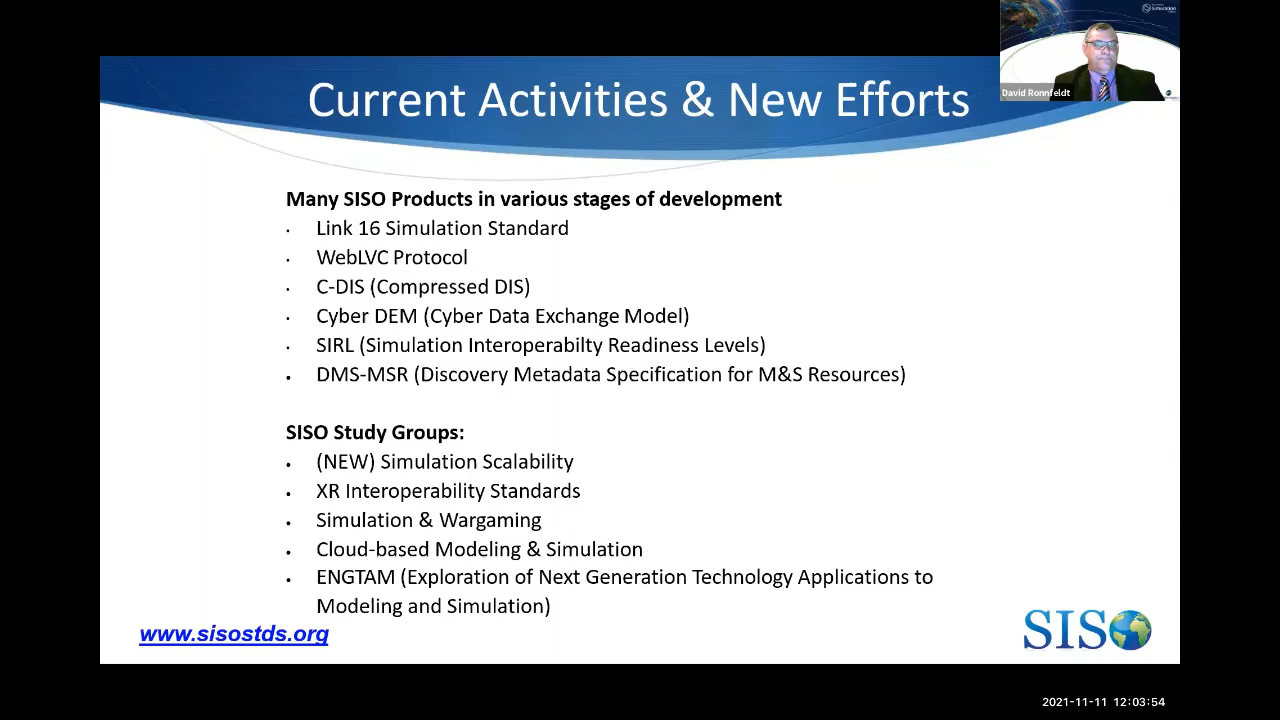 Simulation
David Ronnfeldt
Current Activities & New Efforts
Many SISO Products in various stages of development
· Link 16 Simulation Standard
· WebLVC Protocol
· C-DIS (Compressed DIS)
· Cyber DEM (Cyber Data Exchange Model)
· SIRL (Simulation Interoperabilty Readiness Levels)
• DMS-MSR (Discovery Metadata Specification for M&S Resources)
SISO Study Groups:
• (NEW) Simulation Scalability
• XR Interoperability Standards
• Simulation & Wargaming
• Cloud-based Modeling & Simulation
• ENGTAM (Exploration of Next Generation Technology Applications to
Modeling and Simulation)
www.sisostds.org
SISO
2021-11-11 12:03:54